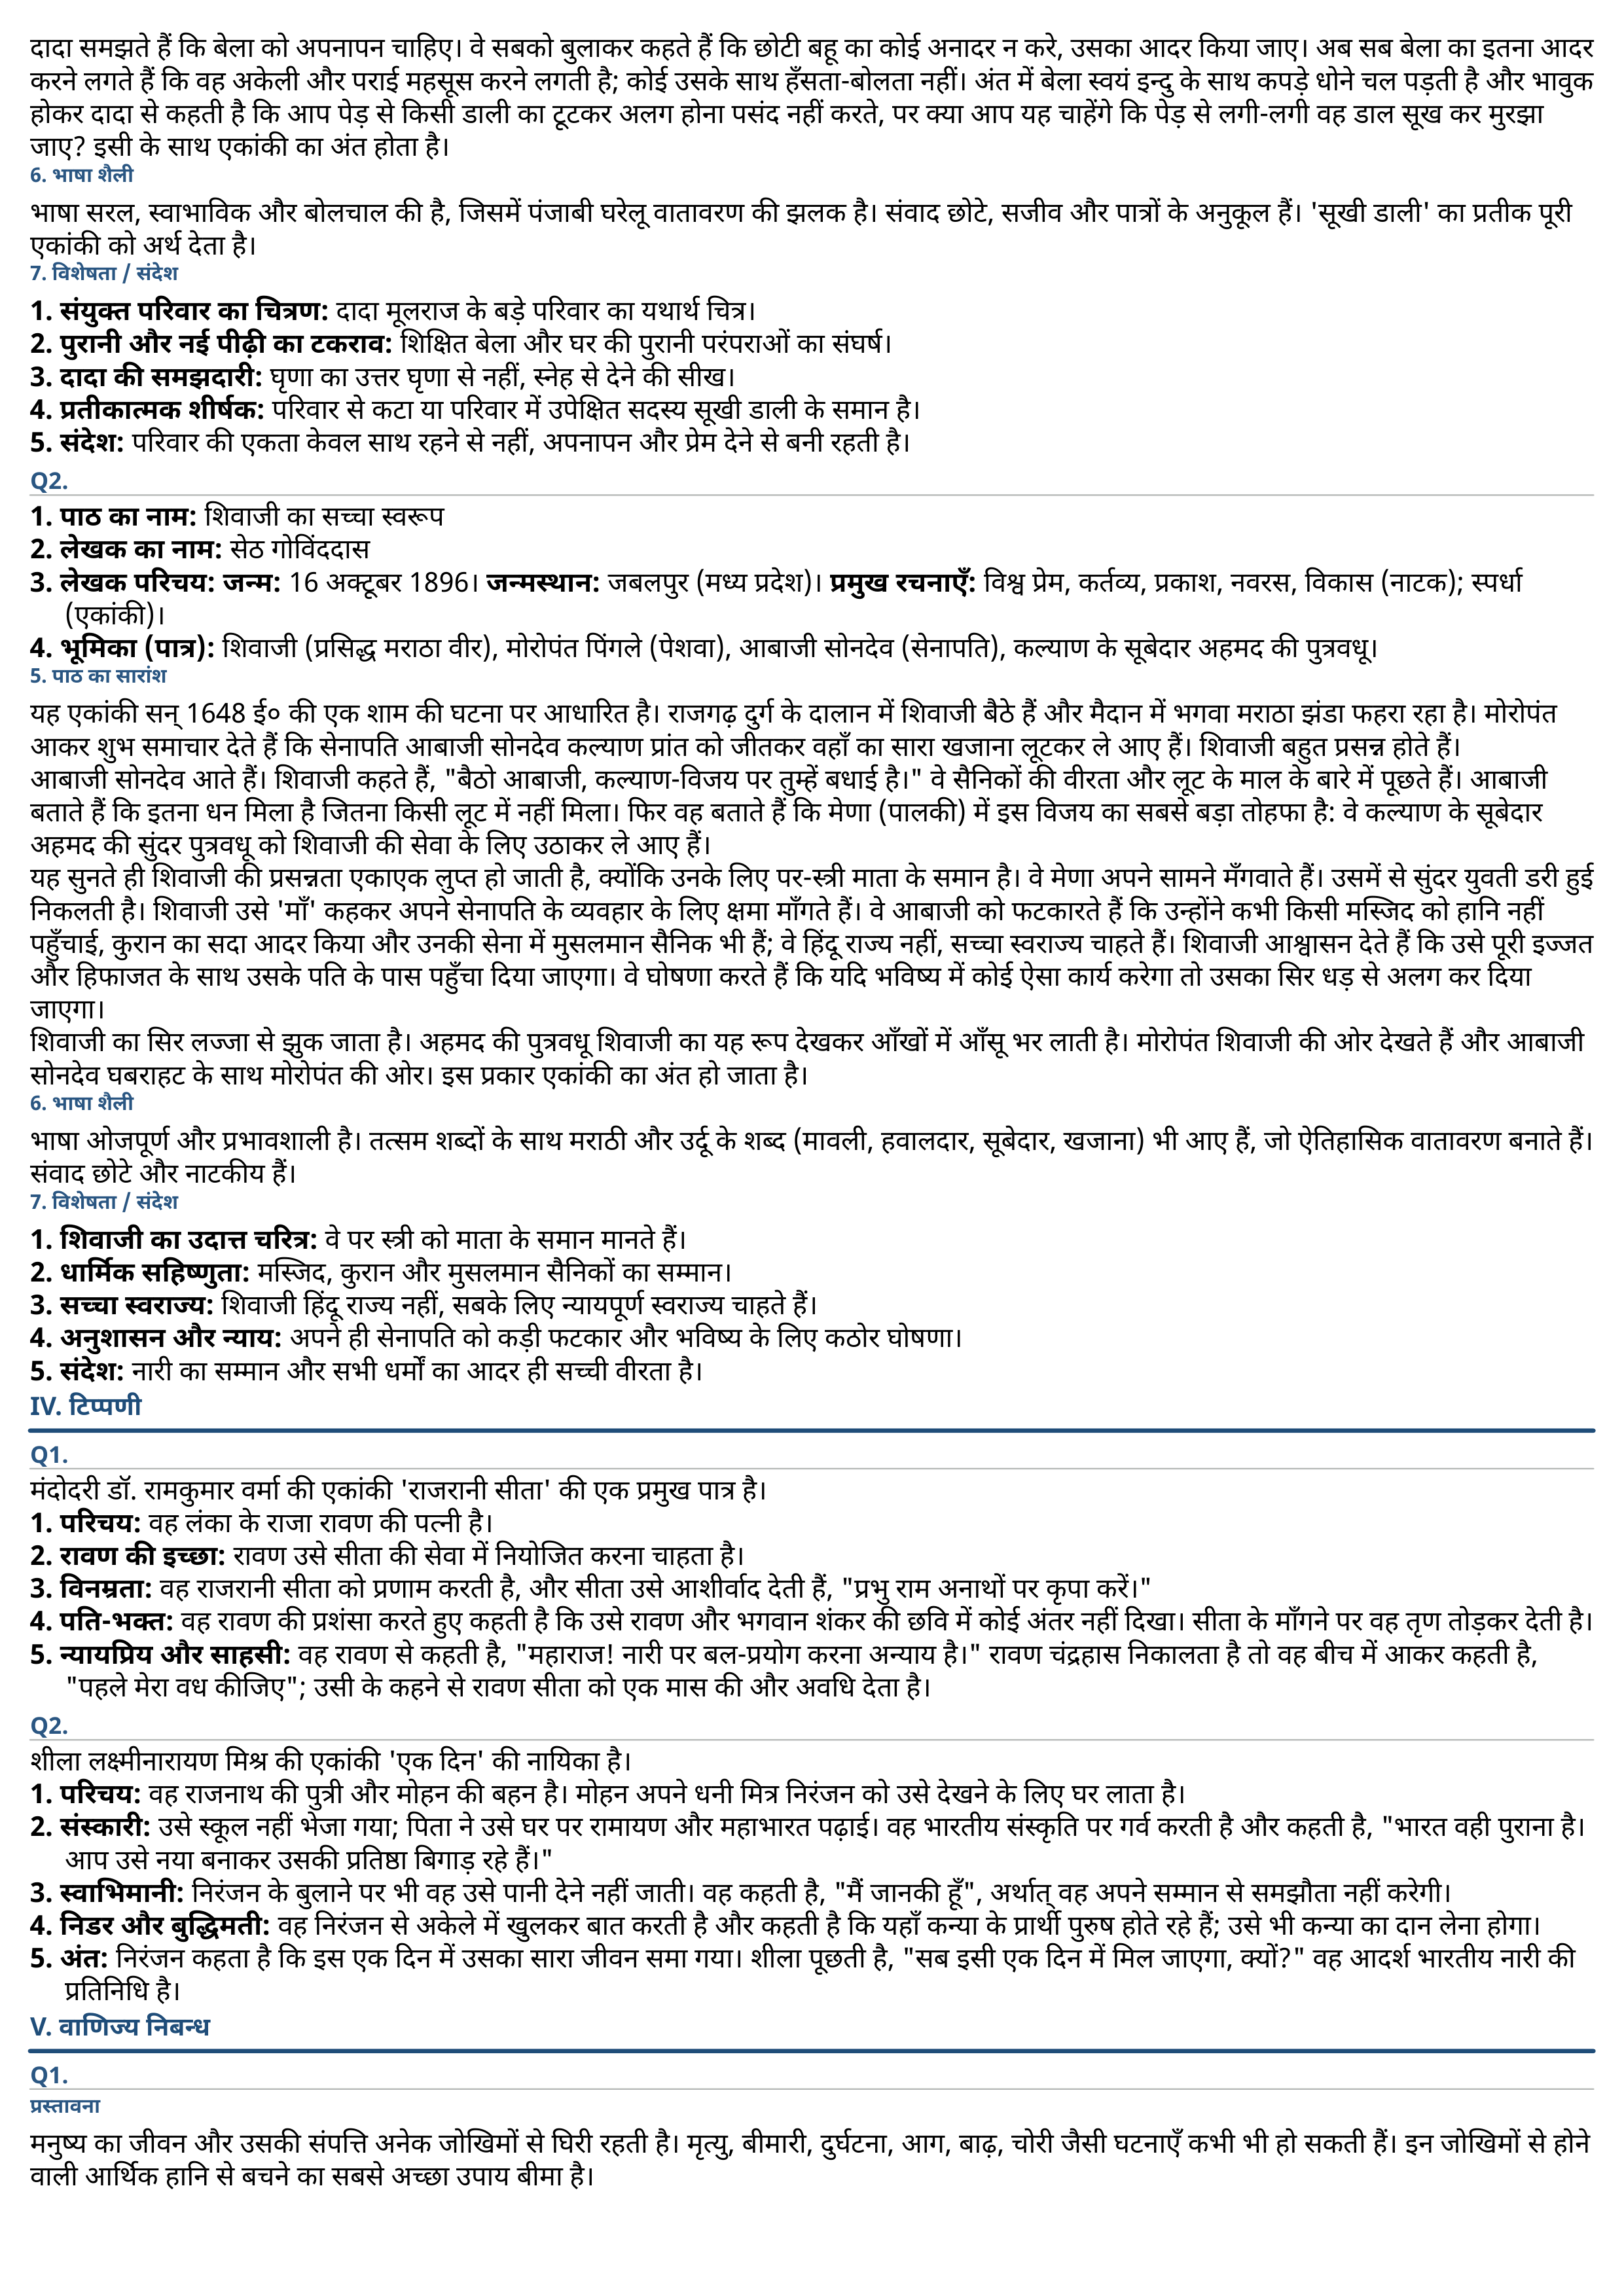 दादा समझते हैं कि बेला को अपनापन चाहिए। वे सबको बुलाकर कहते हैं कि छोटी बहू का कोई अनादर न करे, उसका आदर किया जाए। अब सब बेला का इतना आदर
करने लगते हैं कि वह अकेली और पराई महसूस करने लगती है; कोई उसके साथ हँसता-बोलता नहीं। अंत में बेला स्वयं इन्दु के साथ कपड़े धोने चल पड़ती है और भावुक
होकर दादा से कहती है कि आप पेड़ से किसी डाली का टूटकर अलग होना पसंद नहीं करते, पर क्या आप यह चाहेंगे कि पेड़ से लगी-लगी वह डाल सूख कर मुरझा
जाए? इसी के साथ एकांकी का अंत होता है।
6. भाषा शैली
भाषा सरल, स्वाभाविक और बोलचाल की है, जिसमें पंजाबी घरेलू वातावरण की झलक है। संवाद छोटे, सजीव और पात्रों के अनुकूल हैं। 'सूखी डाली' का प्रतीक पूरी
एकांकी को अर्थ देता है।
7. विशेषता / संदेश
1. संयुक्त परिवार का चित्रण: दादा मूलराज के बड़े परिवार का यथार्थ चित्र।
2. पुरानी और नई पीढ़ी का टकराव: शिक्षित बेला और घर की पुरानी परंपराओं का संघर्ष।
3. दादा की समझदारी: घृणा का उत्तर घृणा से नहीं, स्नेह से देने की सीख।
4. प्रतीकात्मक शीर्षक: परिवार से कटा या परिवार में उपेक्षित सदस्य सूखी डाली के समान है।
5. संदेश: परिवार की एकता केवल साथ रहने से नहीं, अपनापन और प्रेम देने से बनी रहती है।
Q2.
1. पाठ का नाम: शिवाजी का सच्चा स्वरूप
2. लेखक का नाम: सेठ गोविंददास
3. लेखक परिचय: जन्म: 16 अक्टूबर 1896। जन्मस्थान: जबलपुर (मध्य प्रदेश)। प्रमुख रचनाएँ: विश्व प्रेम, कर्तव्य, प्रकाश, नवरस, विकास (नाटक); स्पर्धा
(एकांकी)।
4. भूमिका (पात्र): शिवाजी (प्रसिद्ध मराठा वीर), मोरोपंत पिंगले (पेशवा), आबाजी सोनदेव (सेनापति), कल्याण के सूबेदार अहमद की पुत्रवधू।
5. पाठ का सारांश
यह एकांकी सन् 1648 ई० की एक शाम की घटना पर आधारित है। राजगढ़ दुर्ग के दालान में शिवाजी बैठे हैं और मैदान में भगवा मराठा झंडा फहरा रहा है। मोरोपंत
आकर शुभ समाचार देते हैं कि सेनापति आबाजी सोनदेव कल्याण प्रांत को जीतकर वहाँ का सारा खजाना लूटकर ले आए हैं। शिवाजी बहुत प्रसन्न होते हैं।
आबाजी सोनदेव आते हैं। शिवाजी कहते हैं, "बैठो आबाजी, कल्याण-विजय पर तुम्हें बधाई है।" वे सैनिकों की वीरता और लूट के माल के बारे में पूछते हैं। आबाजी
बताते हैं कि इतना धन मिला है जितना किसी लूट में नहीं मिला। फिर वह बताते हैं कि मेणा (पालकी) में इस विजय का सबसे बड़ा तोहफा है: वे कल्याण के सूबेदार
अहमद की सुंदर पुत्रवधू को शिवाजी की सेवा के लिए उठाकर ले आए हैं।
यह सुनते ही शिवाजी की प्रसन्नता एकाएक लुप्त हो जाती है, क्योंकि उनके लिए पर-स्त्री माता के समान है। वे मेणा अपने सामने मँगवाते हैं। उसमें से सुंदर युवती डरी हुई
निकलती है। शिवाजी उसे 'माँ' कहकर अपने सेनापति के व्यवहार के लिए क्षमा माँगते हैं। वे आबाजी को फटकारते हैं कि उन्होंने कभी किसी मस्जिद को हानि नहीं
पहुँचाई, कुरान का सदा आदर किया और उनकी सेना में मुसलमान सैनिक भी हैं; वे हिंदू राज्य नहीं, सच्चा स्वराज्य चाहते हैं। शिवाजी आश्वासन देते हैं कि उसे पूरी इज्जत
और हिफाजत के साथ उसके पति के पास पहुँचा दिया जाएगा। वे घोषणा करते हैं कि यदि भविष्य में कोई ऐसा कार्य करेगा तो उसका सिर धड़ से अलग कर दिया
जाएगा।
शिवाजी का सिर लज्जा से झुक जाता है। अहमद की पुत्रवधू शिवाजी का यह रूप देखकर आँखों में आँसू भर लाती है। मोरोपंत शिवाजी की ओर देखते हैं और आबाजी
सोनदेव घबराहट के साथ मोरोपंत की ओर। इस प्रकार एकांकी का अंत हो जाता है।
6. भाषा शैली
भाषा ओजपूर्ण और प्रभावशाली है। तत्सम शब्दों के साथ मराठी और उर्दू के शब्द (मावली, हवालदार, सूबेदार, खजाना) भी आए हैं, जो ऐतिहासिक वातावरण बनाते हैं।
संवाद छोटे और नाटकीय हैं।
7. विशेषता / संदेश
1. शिवाजी का उदात्त चरित्र: वे पर स्त्री को माता के समान मानते हैं।
2. धार्मिक सहिष्णुता: मस्जिद, कुरान और मुसलमान सैनिकों का सम्मान।
3. सच्चा स्वराज्य: शिवाजी हिंदू राज्य नहीं, सबके लिए न्यायपूर्ण स्वराज्य चाहते हैं।
4. अनुशासन और न्याय: अपने ही सेनापति को कड़ी फटकार और भविष्य के लिए कठोर घोषणा।
5. संदेश: नारी का सम्मान और सभी धर्मों का आदर ही सच्ची वीरता है।
IV. टिप्पणी
Q1.
मंदोदरी डॉ. रामकुमार वर्मा की एकांकी 'राजरानी सीता' की एक प्रमुख पात्र है।
1. परिचय: वह लंका के राजा रावण की पत्नी है।
2. रावण की इच्छा: रावण उसे सीता की सेवा में नियोजित करना चाहता है।
3. विनम्रता: वह राजरानी सीता को प्रणाम करती है, और सीता उसे आशीर्वाद देती हैं, "प्रभु राम अनाथों पर कृपा करें।"
4. पति-भक्त: वह रावण की प्रशंसा करते हुए कहती है कि उसे रावण और भगवान शंकर की छवि में कोई अंतर नहीं दिखा। सीता के माँगने पर वह तृण तोड़कर देती है।
5. न्यायप्रिय और साहसी: वह रावण से कहती है, "महाराज! नारी पर बल-प्रयोग करना अन्याय है।" रावण चंद्रहास निकालता है तो वह बीच में आकर कहती है,
"पहले मेरा वध कीजिए"; उसी के कहने से रावण सीता को एक मास की और अवधि देता है।
Q2.
शीला लक्ष्मीनारायण मिश्र की एकांकी 'एक दिन' की नायिका है।
1. परिचय: वह राजनाथ की पुत्री और मोहन की बहन है। मोहन अपने धनी मित्र निरंजन को उसे देखने के लिए घर लाता है।
2. संस्कारी: उसे स्कूल नहीं भेजा गया; पिता ने उसे घर पर रामायण और महाभारत पढ़ाई। वह भारतीय संस्कृति पर गर्व करती है और कहती है, "भारत वही पुराना है।
आप उसे नया बनाकर उसकी प्रतिष्ठा बिगाड़ रहे हैं।"
3. स्वाभिमानी: निरंजन के बुलाने पर भी वह उसे पानी देने नहीं जाती। वह कहती है, "मैं जानकी हूँ", अर्थात् वह अपने सम्मान से समझौता नहीं करेगी।
4. निडर और बुद्धिमती: वह निरंजन से अकेले में खुलकर बात करती है और कहती है कि यहाँ कन्या के प्रार्थी पुरुष होते रहे हैं; उसे भी कन्या का दान लेना होगा।
5. अंत: निरंजन कहता है कि इस एक दिन में उसका सारा जीवन समा गया। शीला पूछती है, "सब इसी एक दिन में मिल जाएगा, क्यों?" वह आदर्श भारतीय नारी की
प्रतिनिधि है।
V. वाणिज्य निबन्ध
Q1.
प्रस्तावना
मनुष्य का जीवन और उसकी संपत्ति अनेक जोखिमों से घिरी रहती है। मृत्यु, बीमारी, दुर्घटना, आग, बाढ़, चोरी जैसी घटनाएँ कभी भी हो सकती हैं। इन जोखिमों से होने
वाली आर्थिक हानि से बचने का सबसे अच्छा उपाय बीमा है।